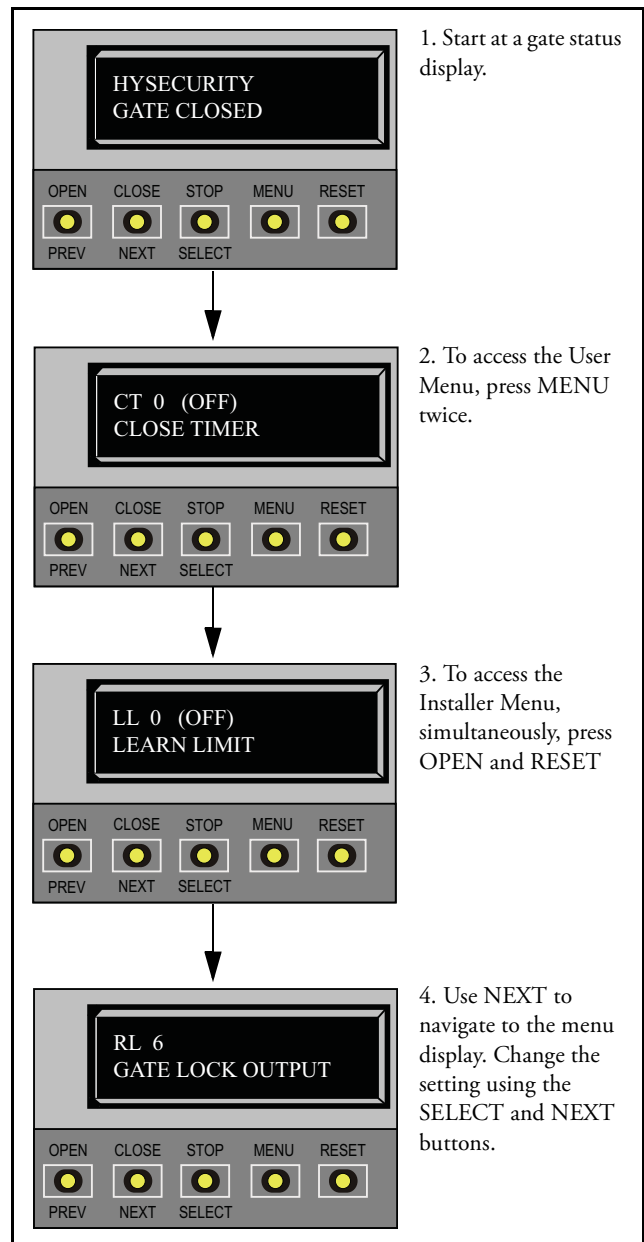 HYSECURITY
GATE CLOSED
OPEN CLOSE STOP MENU RESET
PREV NEXT SELECT
1. Start at a gate status
display.
CT 0 (OFF)
CLOSE TIMER
OPEN CLOSE STOP MENU RESET
PREV NEXT SELECT
2. To access the User
Menu, press MENU
twice.
LL 0 (OFF)
LEARN LIMIT
OPEN CLOSE STOP MENU RESET
PREV NEXT SELECT
3. To access the
Installer Menu,
simultaneously, press
OPEN and RESET
RL 6
GATE LOCK OUTPUT
OPEN CLOSE STOP MENU RESET
PREV NEXT SELECT
4. Use NEXT to
navigate to the menu
display. Change the
setting using the
SELECT and NEXT
buttons.